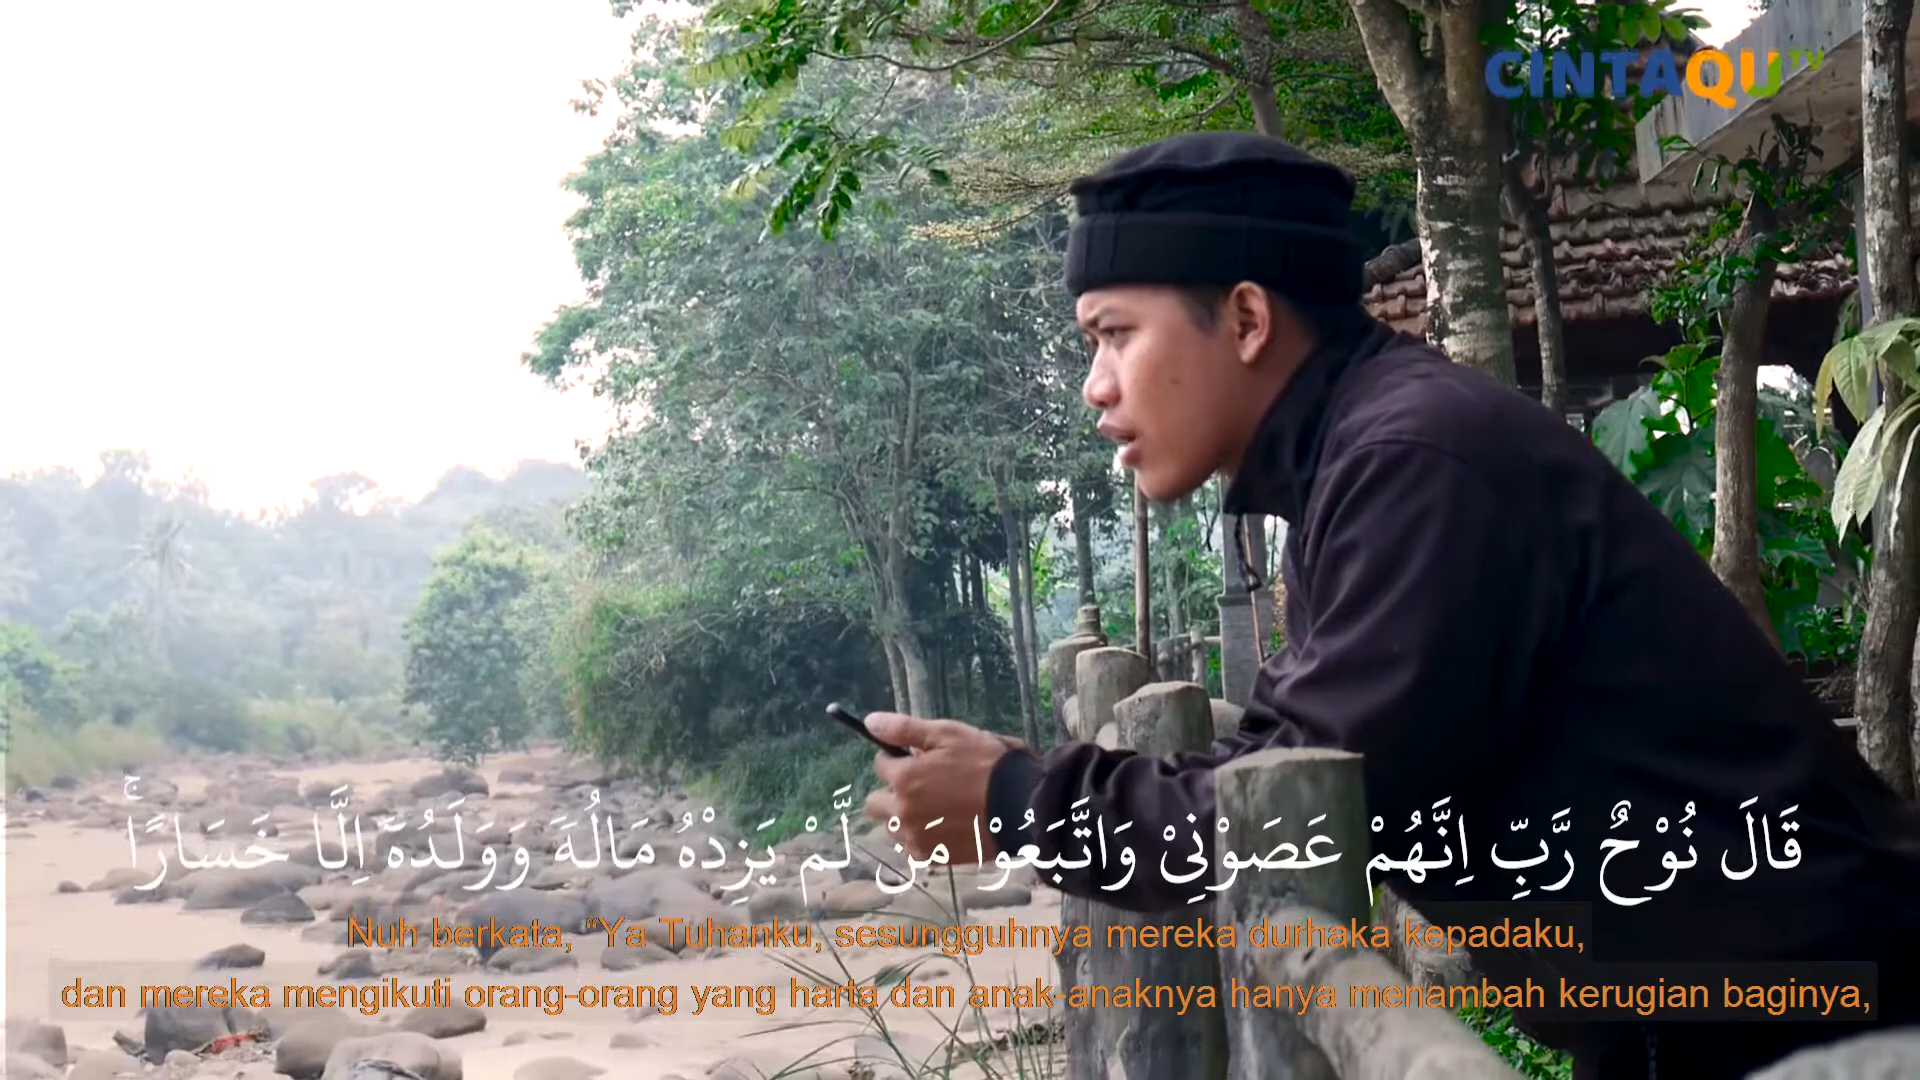 CINTAQU TV
قَالَ نُوْحٌ رَّبِّ اِنَّهُمْ عَصَوْنِيْ وَاتَّبَعُوْا مَنْ لَّمْ يَزِدْهُ مَالُهٗ وَوَلَدُهٗٓ اِلَّا خَسَارًاۚ
Nuh berkata, “Ya Tuhanku, sesungguhnya mereka durhaka kepadaku,
dan mereka mengikuti orang-orang yang harta dan anak-anaknya hanya menambah kerugian baginya,